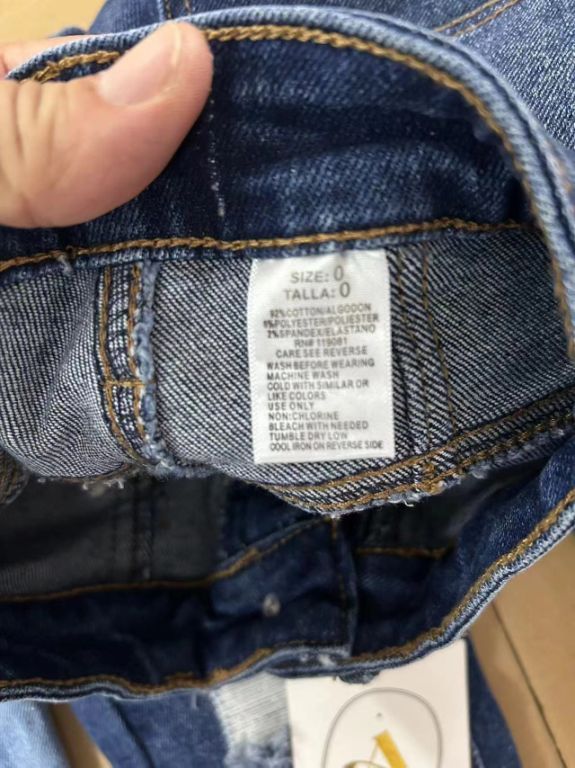 SIZE: 0
TALLA: 0
92%COTTON/ALGODON
6%POLYESTER/POLIESTER
2%SPANDEX/ELASTANO
RN# 119081
CARE SEE REVERSE
WASH BEFORE WEARING
MACHINE WASH
COLD WITH SIMILAR OR
LIKE COLORS
USE ONLY
NON:CHLORINE
BLEACH WITH NEEDED
TUMBLE DRY LOW
COOL IRON ON REVERSE SIDE